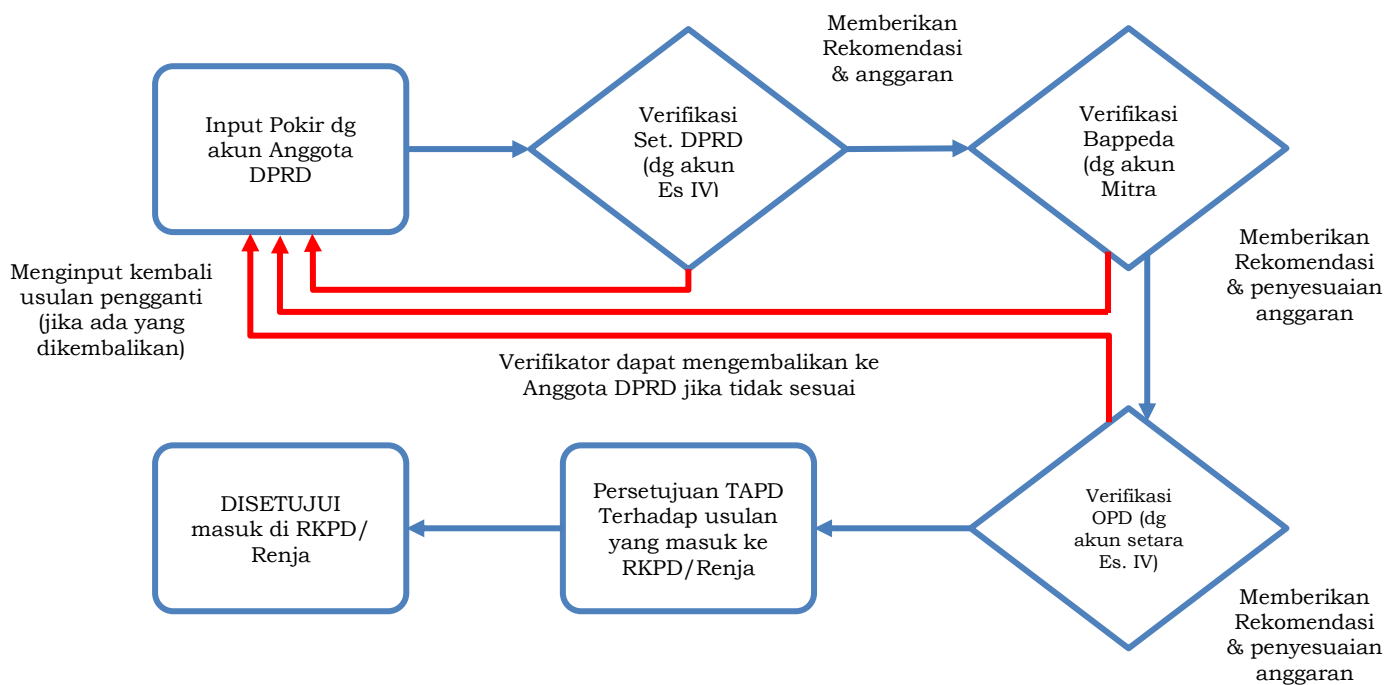 Input Pokir dg
akun Anggota
DPRD
Verifikasi
Set. DPRD
(dg akun
Es IV)
Memberikan
Rekomendasi
& anggaran
Verifikasi
Bappeda
(dg akun
Mitra
Memberikan
Rekomendasi
& penyesuaian
anggaran
Menginput kembali
usulan pengganti
(jika ada yang
dikembalikan)
Verifikator dapat mengembalikan ke
Anggota DPRD jika tidak sesuai
DISETUJUI
masuk di RKPD/
Renja
Persetujuan TAPD
Terhadap usulan
yang masuk ke
RKPD/Renja
Verifikasi
OPD (dg
akun setara
Es. IV)
Memberikan
Rekomendasi
& penyesuaian
anggaran